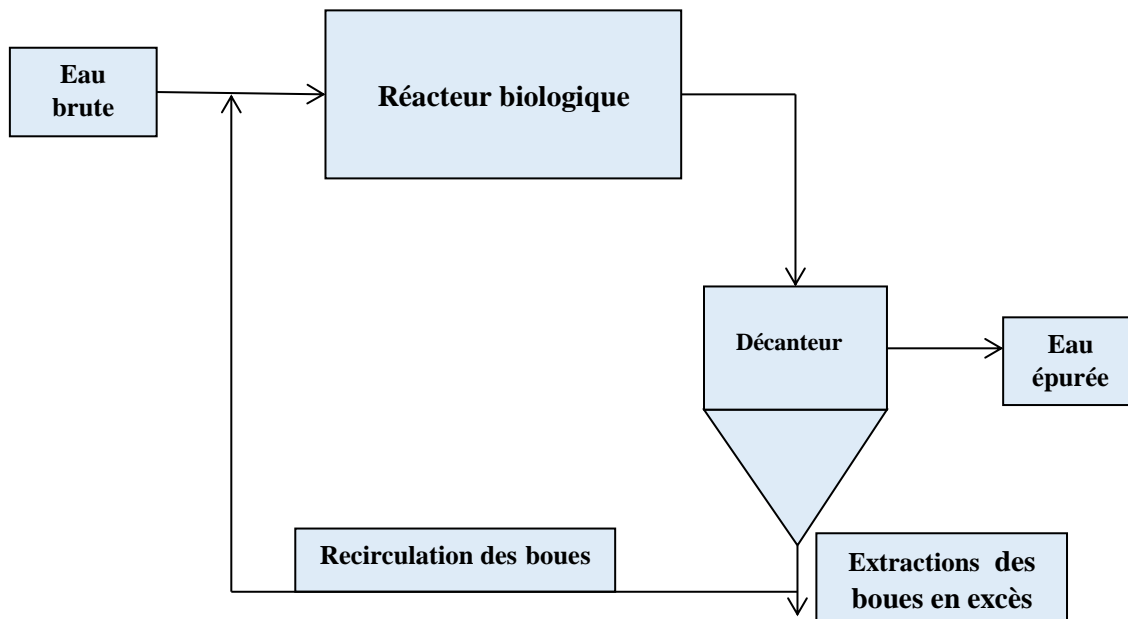 Eau
brute
Réacteur biologique
Décanteur
Eau
épurée
Recirculation des boues
Extractions des
boues en excès